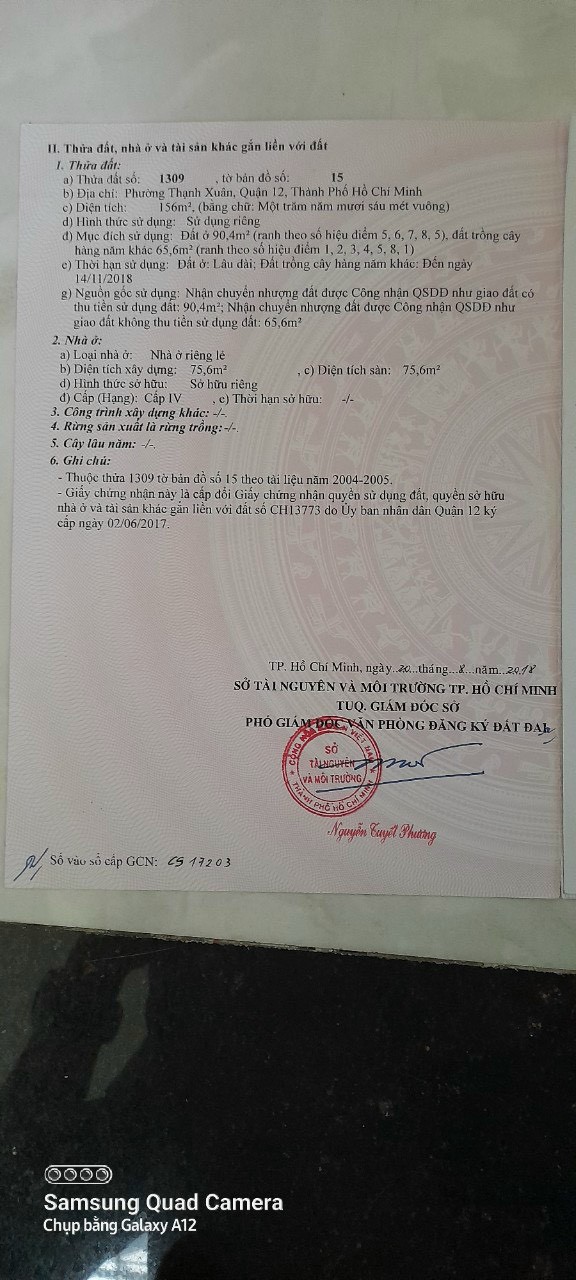 II. Thửa đất, nhà ở và tài sản khác gắn liền với đất
1. Thửa đất:
a) Thửa đất số: 1309 , tờ bản đồ số: 15
b) Địa chỉ: Phường Thạnh Xuân, Quận 12, Thành Phố Hồ Chí Minh
c) Diện tích: 156m², (bằng chữ: Một trăm năm mươi sáu mét vuông)
d) Hình thức sử dụng: Sử dụng riêng
đ) Mục đích sử dụng: Đất ở 90,4m² (ranh theo số hiệu điểm 5, 6, 7, 8, 5), đất trồng cây
hàng năm khác 65,6m² (ranh theo số hiệu điểm 1, 2, 3, 4, 5, 8, 1)
e) Thời hạn sử dụng: Đất ở: Lâu dài; Đất trồng cây hàng năm khác: Đến ngày
14/11/2018
g) Nguồn gốc sử dụng: Nhận chuyển nhượng đất được Công nhận QSDĐ như giao đất có
thu tiền sử dụng đất: 90,4m²; Nhận chuyển nhượng đất được Công nhận QSDĐ như
giao đất không thu tiền sử dụng đất: 65,6m²
2. Nhà ở:
a) Loại nhà ở: Nhà ở riêng lẻ
b) Diện tích xây dựng: 75,6m² , c) Diện tích sàn: 75,6m²
d) Hình thức sở hữu: Sở hữu riêng
đ) Cấp (Hạng): Cấp IV , e) Thời hạn sở hữu: -/-
3. Công trình xây dựng khác: -/-.
4. Rừng sản xuất là rừng trồng: -/-.
5. Cây lâu năm: -/-.
6. Ghi chú:
- Thuộc thửa 1309 tờ bản đồ số 15 theo tài liệu năm 2004-2005.
- Giấy chứng nhận này là cấp đổi Giấy chứng nhận quyền sử dụng đất, quyền sở hữu
nhà ở và tài sản khác gắn liền với đất số CH13773 do Ủy ban nhân dân Quận 12 ký
cấp ngày 02/06/2017.
TP. Hồ Chí Minh, ngày 20 tháng 8 năm 2018
SỞ TÀI NGUYÊN VÀ MÔI TRƯỜNG TP. HỒ CHÍ MINH
TUQ. GIÁM ĐỐC SỞ
PHÓ GIÁM ĐỐC VĂN PHÒNG ĐĂNG KÝ ĐẤT ĐAI
SỞ
TÀI NGUYÊN
VÀ MÔI TRƯỜNG
THÀNH PHỐ HỒ CHÍ MINH
Nguyễn Tuyết Phương
Số vào sổ cấp GCN: CS 17203
Samsung Quad Camera
Chụp bằng Galaxy A12